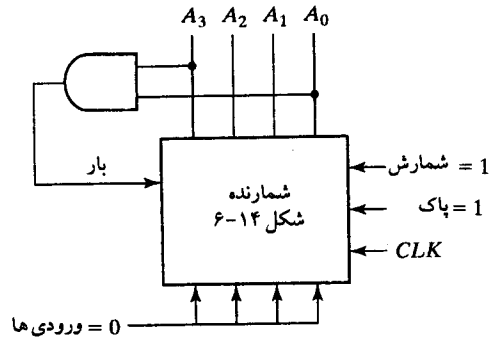 A₃ A₂ A₁ A₀
بار
شمارنده
شکل ۱۴-۶
شمارش = 1
پاک = 1
CLK
ورودی ها = 0